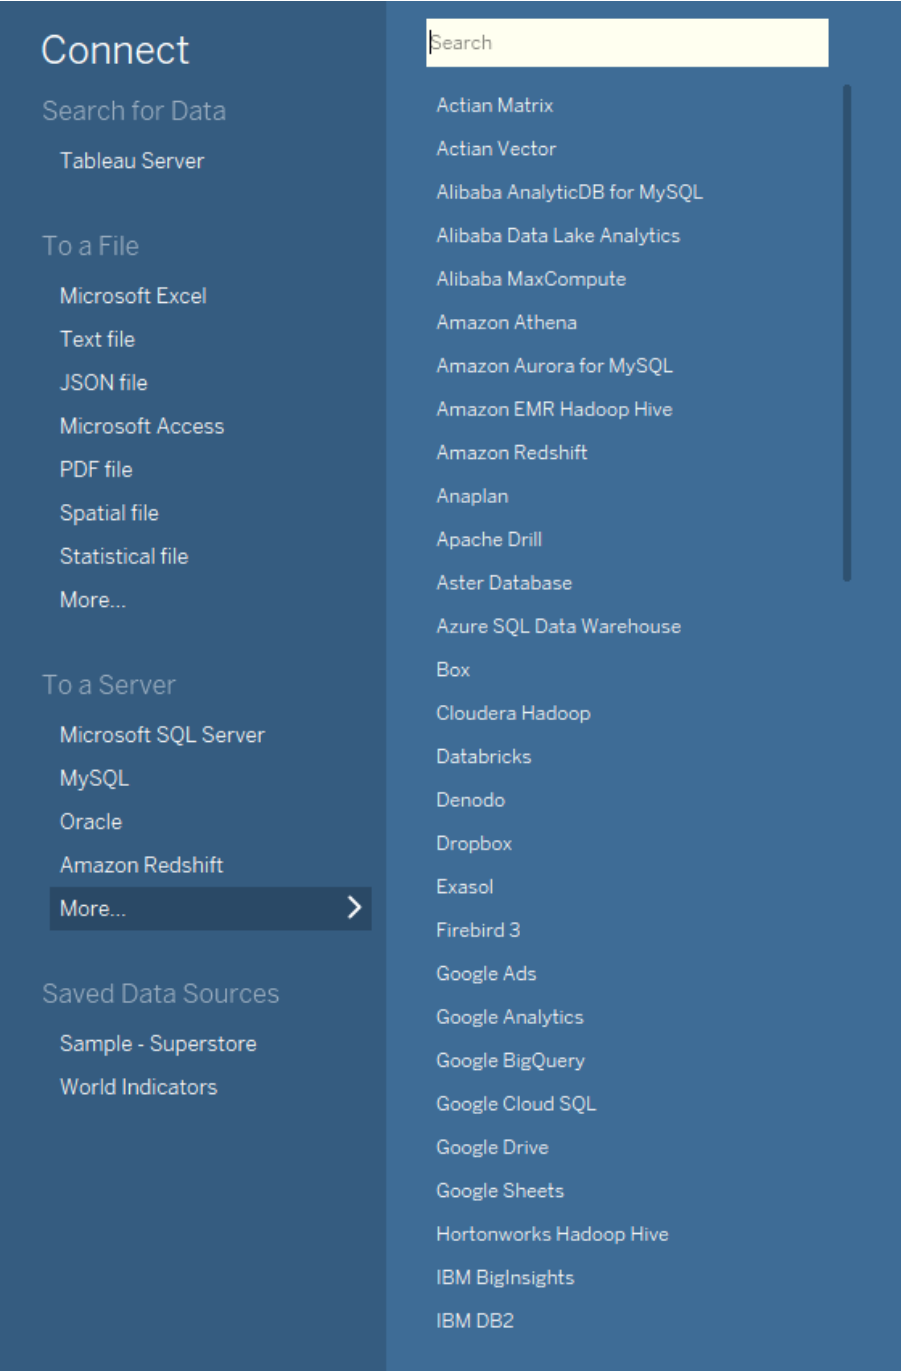 Connect
Search for Data
Tableau Server
To a File
Microsoft Excel
Text file
JSON file
Microsoft Access
PDF file
Spatial file
Statistical file
More...
To a Server
Microsoft SQL Server
MySQL
Oracle
Amazon Redshift
More...
Saved Data Sources
Sample - Superstore
World Indicators
Search
Actian Matrix
Actian Vector
Alibaba AnalyticDB for MySQL
Alibaba Data Lake Analytics
Alibaba MaxCompute
Amazon Athena
Amazon Aurora for MySQL
Amazon EMR Hadoop Hive
Amazon Redshift
Anaplan
Apache Drill
Aster Database
Azure SQL Data Warehouse
Box
Cloudera Hadoop
Databricks
Denodo
Dropbox
Exasol
Firebird 3
Google Ads
Google Analytics
Google BigQuery
Google Cloud SQL
Google Drive
Google Sheets
Hortonworks Hadoop Hive
IBM BigInsights
IBM DB2